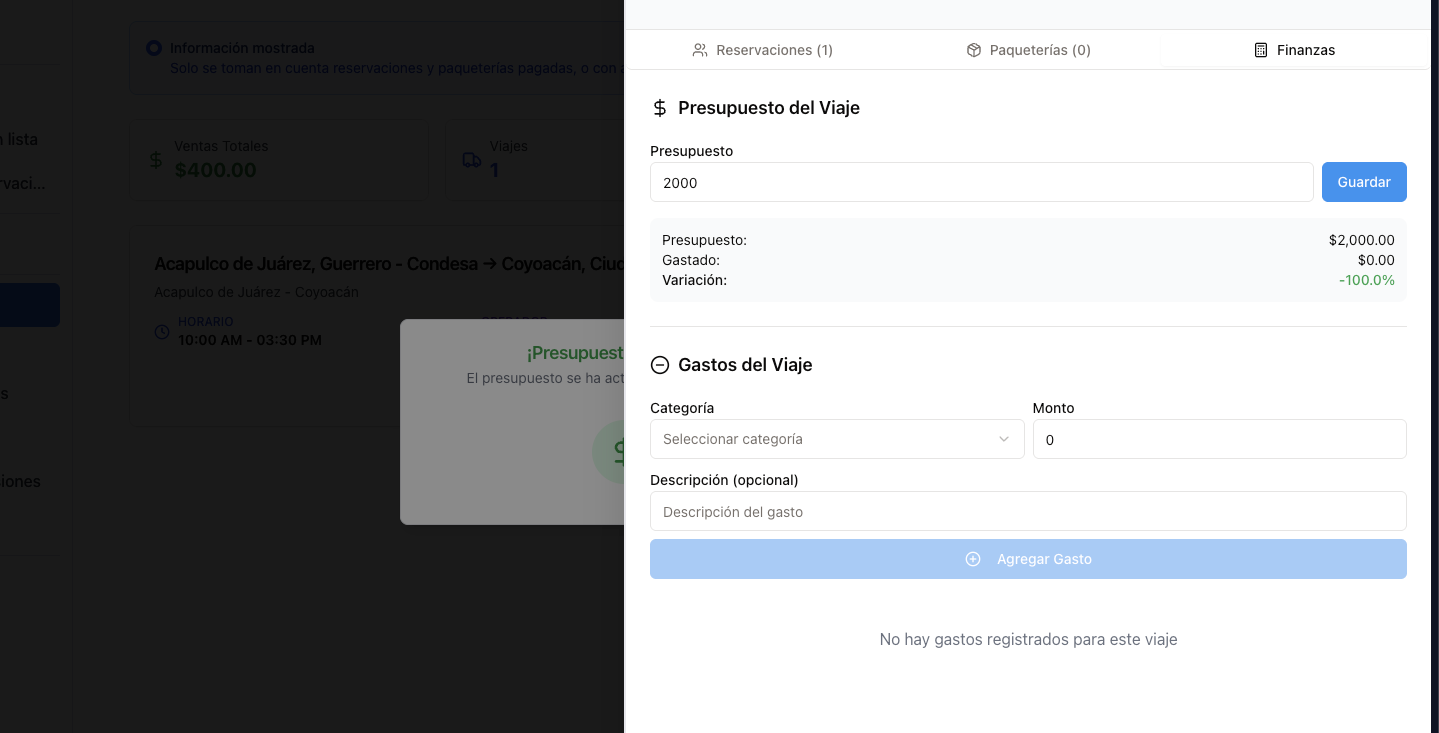 Información mostrada
Solo se toman en cuenta reservaciones y paqueterías pagadas, o con
n lista
Ventas Totales
$400.00
Viajes
1
rvaci...
Acapulco de Juárez, Guerrero - Condesa → Coyoacán, Ciud
Acapulco de Juárez - Coyoacán
HORARIO
10:00 AM - 03:30 PM
¡Presupuest
El presupuesto se ha act
s
iones
Reservaciones (1)
Paqueterías (0)
Finanzas
Presupuesto del Viaje
Presupuesto
2000
Guardar
Presupuesto: $2,000.00
Gastado: $0.00
Variación: -100.0%
Gastos del Viaje
Categoría
Monto
Seleccionar categoría
0
Descripción (opcional)
Descripción del gasto
Agregar Gasto
No hay gastos registrados para este viaje